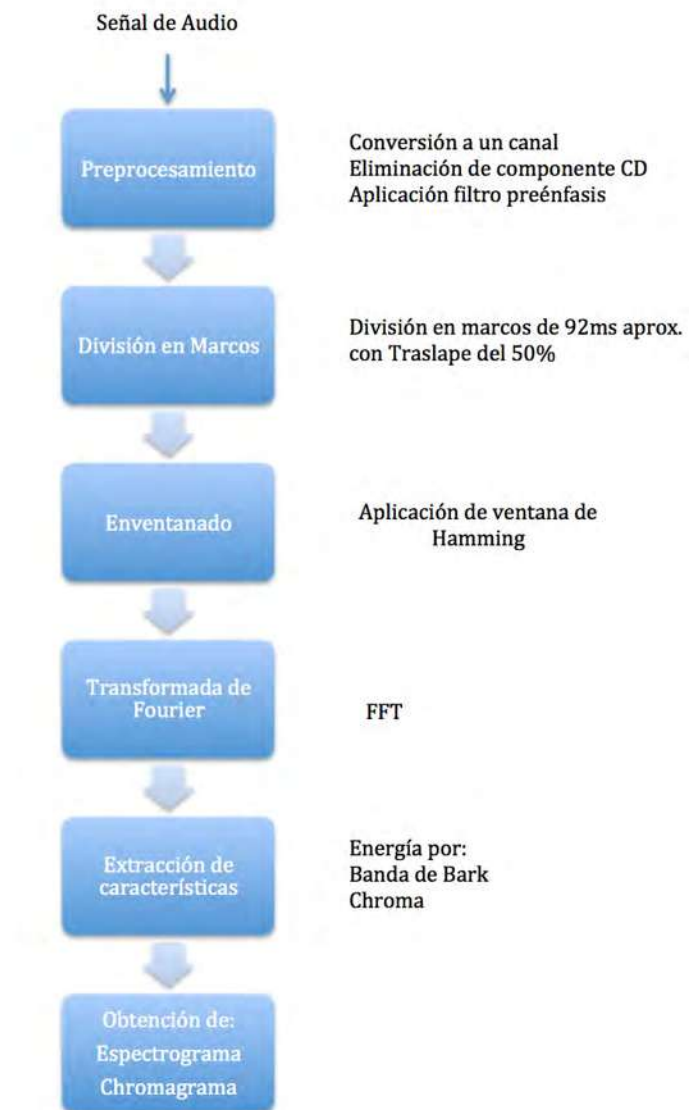 Señal de Audio
Preprocesamiento
Conversión a un canal
Eliminación de componente CD
Aplicación filtro preénfasis
División en Marcos
División en marcos de 92ms aprox.
con Traslape del 50%
Enventanado
Aplicación de ventana de
Hamming
Transformada de
Fourier
FFT
Extracción de
características
Energía por:
Banda de Bark
Chroma
Obtención de:
Espectrograma
Chromagrama